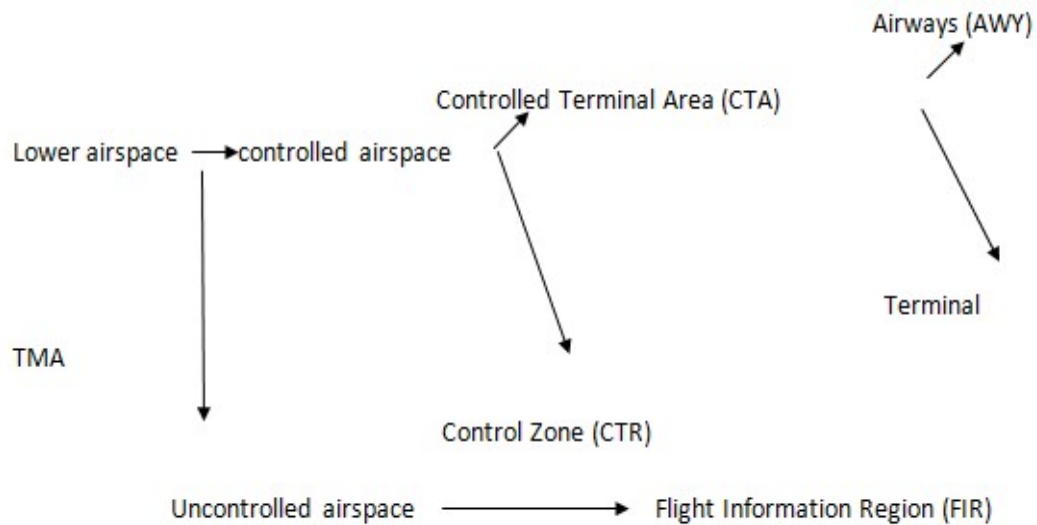 Airways (AWY)
Controlled Terminal Area (CTA)
Lower airspace controlled airspace
Terminal
TMA
Control Zone (CTR)
Uncontrolled airspace Flight Information Region (FIR)